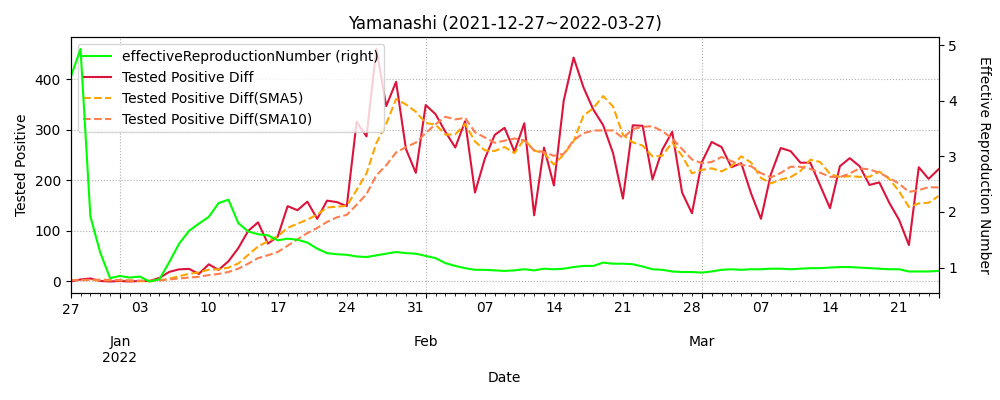 Yamanashi (2021-12-27~2022-03-27)
effectiveReproductionNumber (right)
Tested Positive Diff
Tested Positive Diff(SMA5)
Tested Positive Diff(SMA10)
Tested Positive
400
300
200
100
0
5
4
3
2
1
Effective Reproduction Number
27 03 10 17 24 31 07 14 21 28 07 14 21
Jan Feb Mar
2022
Date